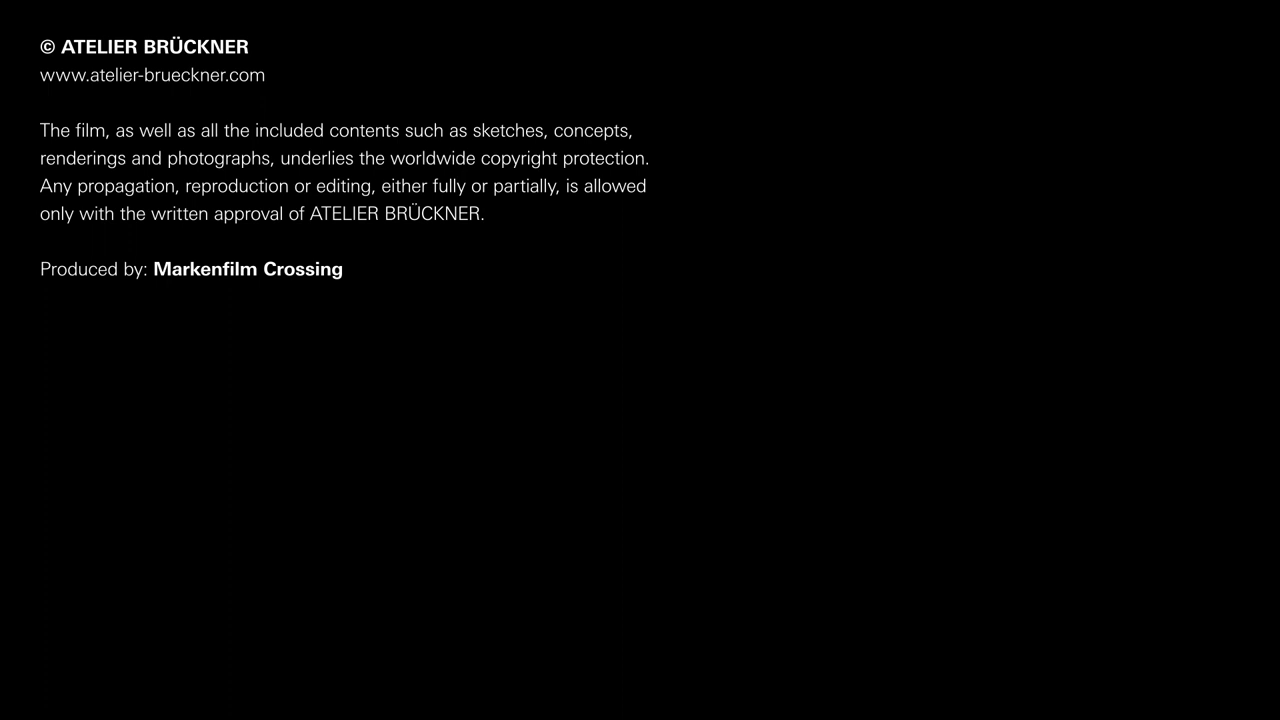 © ATELIER BRÜCKNER
www.atelier-brueckner.com
The film, as well as all the included contents such as sketches, concepts,
renderings and photographs, underlies the worldwide copyright protection.
Any propagation, reproduction or editing, either fully or partially, is allowed
only with the written approval of ATELIER BRÜCKNER.
Produced by: Markenfilm Crossing